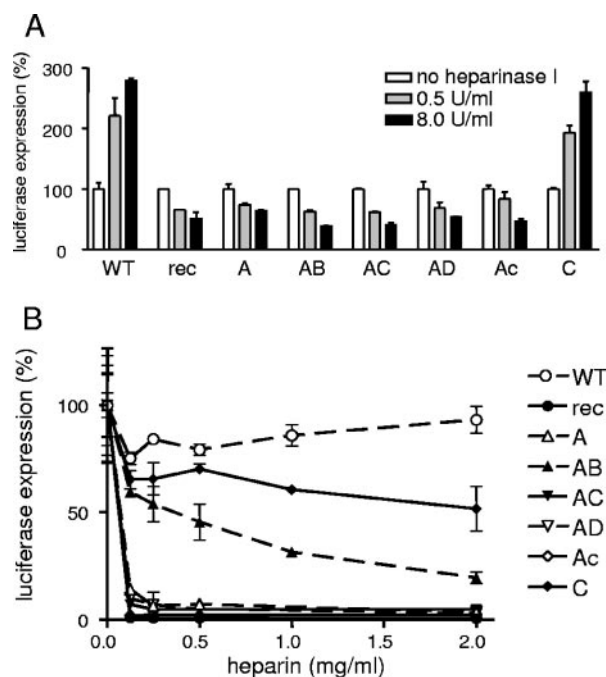 A
luciferase expression (%)
300
200
100
0
no heparinase I
0.5 U/ml
8.0 U/ml
WT rec A AB AC AD Ac C
B
luciferase expression (%)
100
50
0
0.0 0.5 1.0 1.5 2.0
heparin (mg/ml)
WT
rec
A
AB
AC
AD
Ac
C